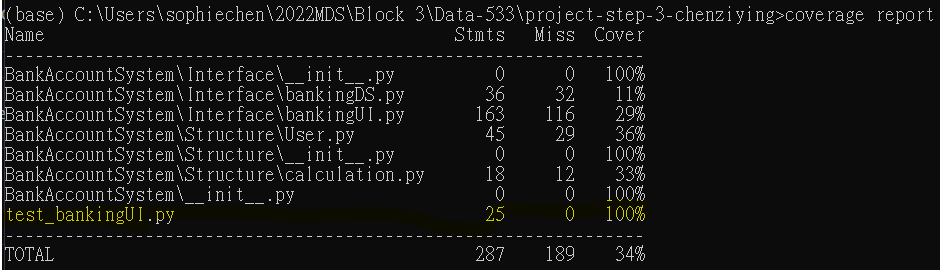 (base) C:\Users\sophiechen\2022MDS\Block 3\Data-533\project-step-3-chenziying>coverage report
Name Stmts Miss Cover
----------------------------------------------------------------
BankAccountSystem\Interface\__init__.py 0 0 100%
BankAccountSystem\Interface\bankingDS.py 36 32 11%
BankAccountSystem\Interface\bankingUI.py 163 116 29%
BankAccountSystem\Structure\User.py 45 29 36%
BankAccountSystem\Structure\__init__.py 0 0 100%
BankAccountSystem\Structure\calculation.py 18 12 33%
BankAccountSystem\__init__.py 0 0 100%
test_bankingUI.py 25 0 100%
----------------------------------------------------------------
TOTAL 287 189 34%